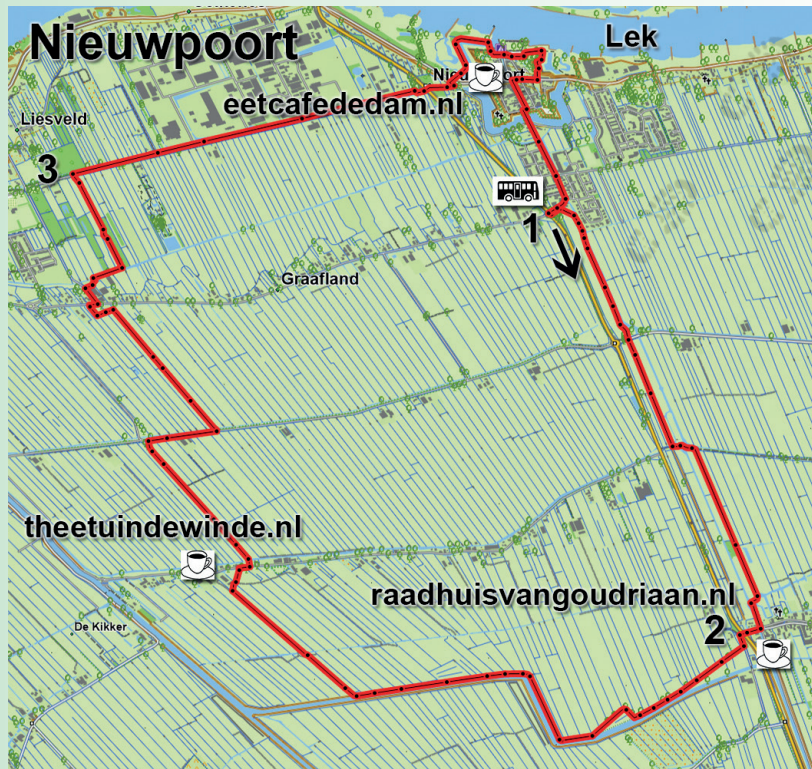 Nieuwpoort
Lek
eetcafededam.nl
Liesveld
3
1
Graafland
theetuindewinde.nl
raadhuisvangoudriaan.nl
De Kikker
2